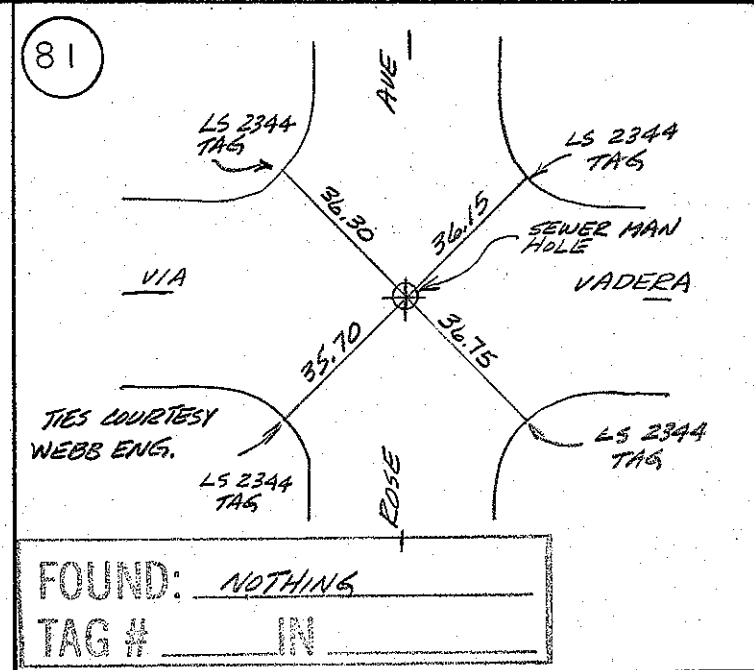 81
AVE
LS 2344
TAG
LS 2344
TAG
36.30
36.15
SEWER MAN
HOLE
VIA
VADERA
35.70
36.75
TIES COURTESY
WEBB ENG.
LS 2344
TAG
LS 2344
TAG
ROSE
FOUND: NOTHING
TAG # IN